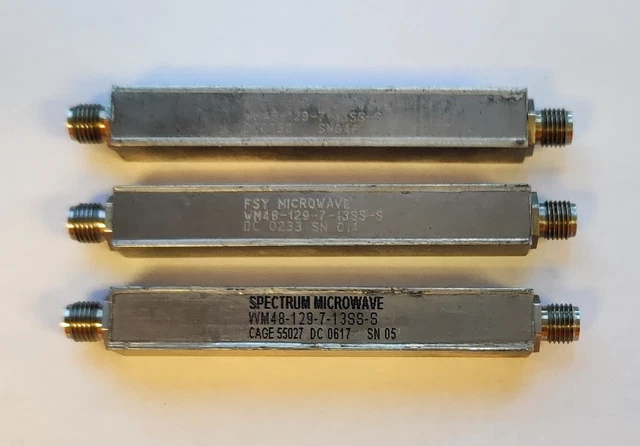 SN046
FSY MICROWAVE
WM48-129-7-13SS-S
DC 0233 SN 011
SPECTRUM MICROWAVE
WM48-129-7-13SS-S
CAGE 55027 DC 0617 SN 05